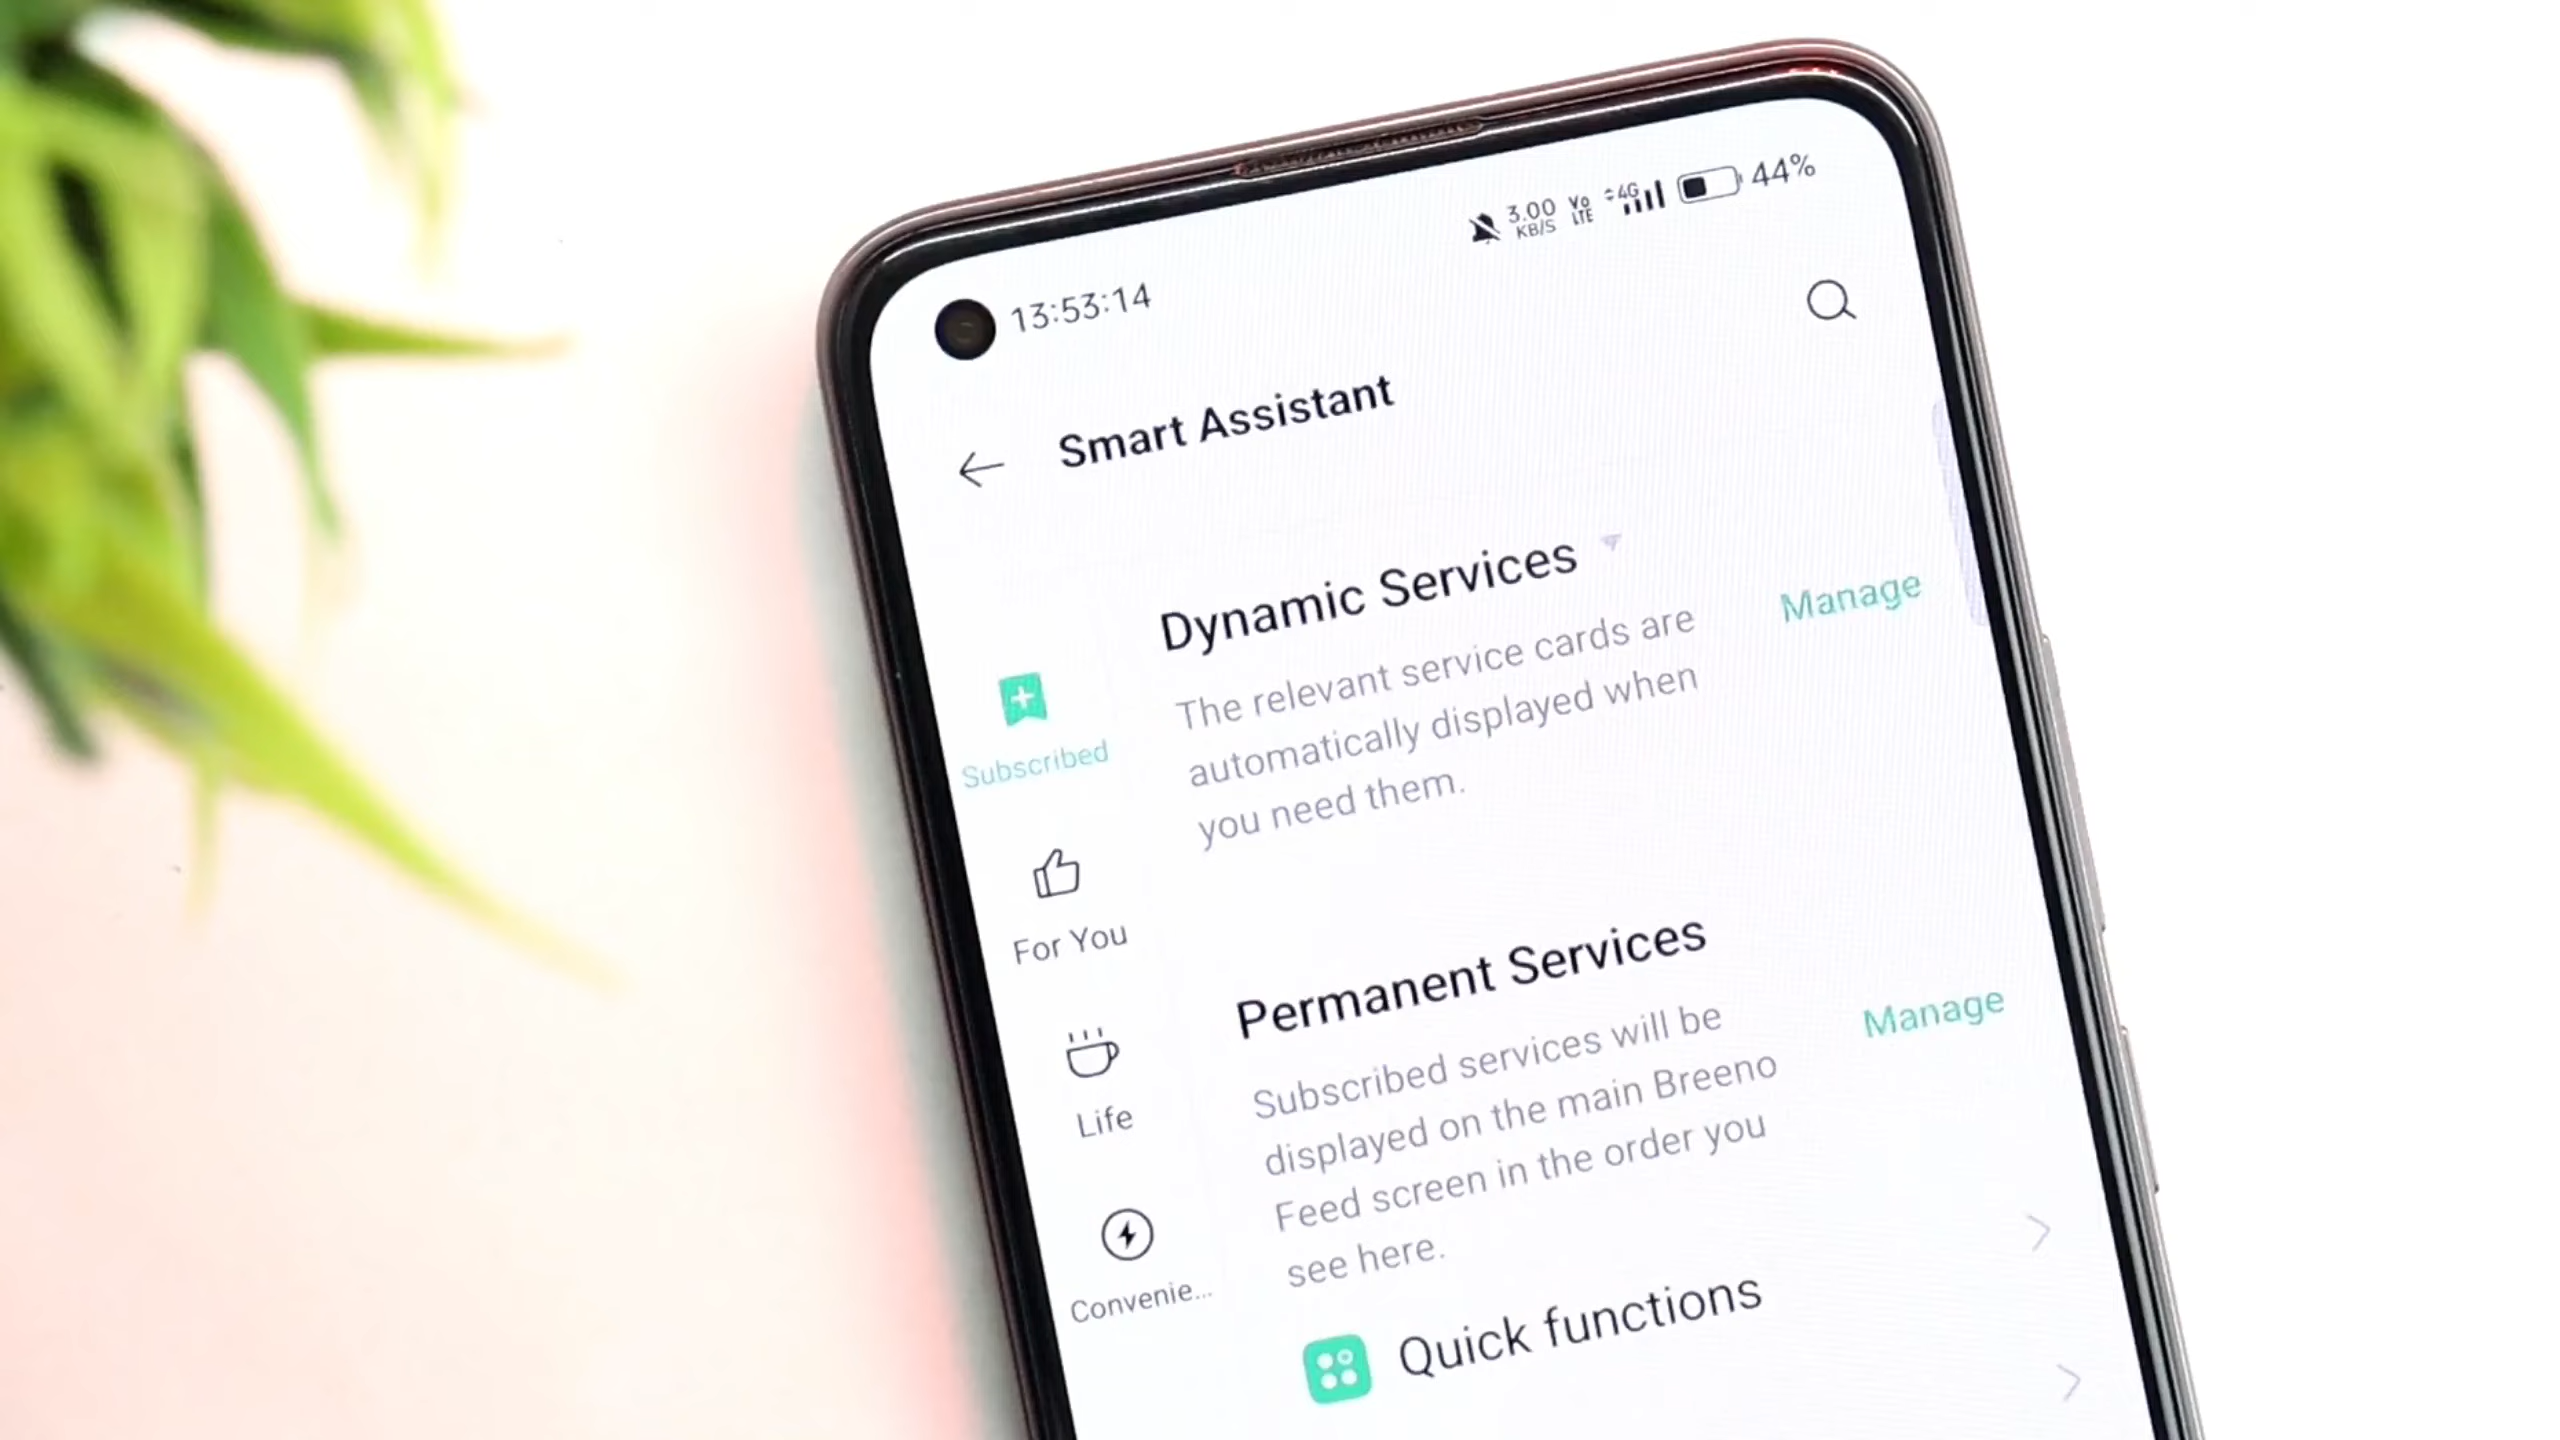 13:53:14
3.00 KB/S Vo LTE 4G 44%
Smart Assistant
Dynamic Services
The relevant service cards are
automatically displayed when
you need them.
Manage
Subscribed
For You
Life
Convenie...
Permanent Services
Subscribed services will be
displayed on the main Breeno
Feed screen in the order you
see here.
Manage
Quick functions